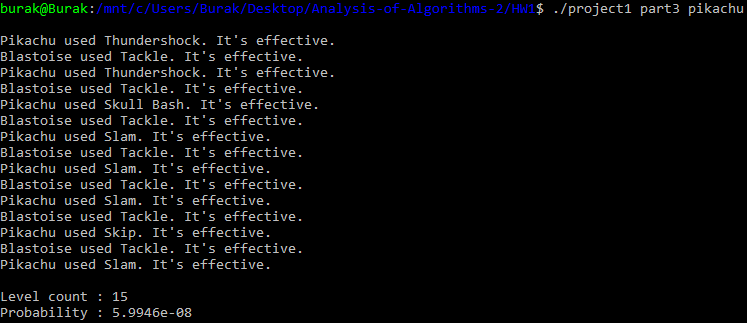 burak@Burak:/mnt/c/Users/Burak/Desktop/Analysis-of-Algorithms-2/HW1$ ./project1 part3 pikachu
Pikachu used Thundershock. It's effective.
Blastoise used Tackle. It's effective.
Pikachu used Thundershock. It's effective.
Blastoise used Tackle. It's effective.
Pikachu used Skull Bash. It's effective.
Blastoise used Tackle. It's effective.
Pikachu used Slam. It's effective.
Blastoise used Tackle. It's effective.
Pikachu used Slam. It's effective.
Blastoise used Tackle. It's effective.
Pikachu used Slam. It's effective.
Blastoise used Tackle. It's effective.
Pikachu used Skip. It's effective.
Blastoise used Tackle. It's effective.
Pikachu used Slam. It's effective.
Level count : 15
Probability : 5.9946e-08